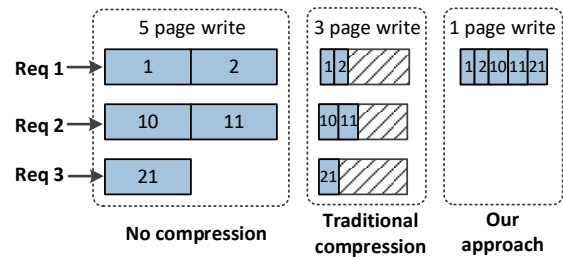 5 page write
3 page write
1 page write
Req 1
1
2
1
2
1
2
10
11
21
Req 2
10
11
10
11
Req 3
21
21
No compression
Traditional
compression
Our
approach